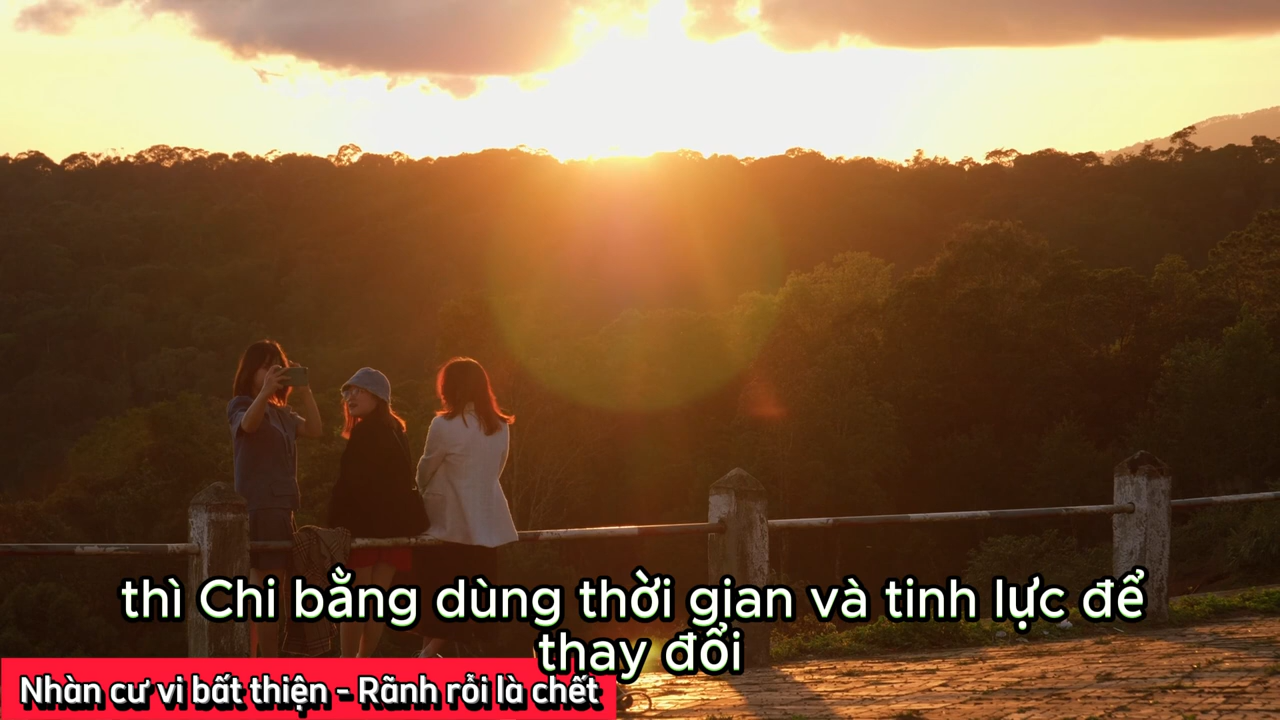 thì Chi bằng dùng thời gian và tinh lực để
thay đổi
Nhàn cư vi bất thiện - Rãnh rỗi là chết